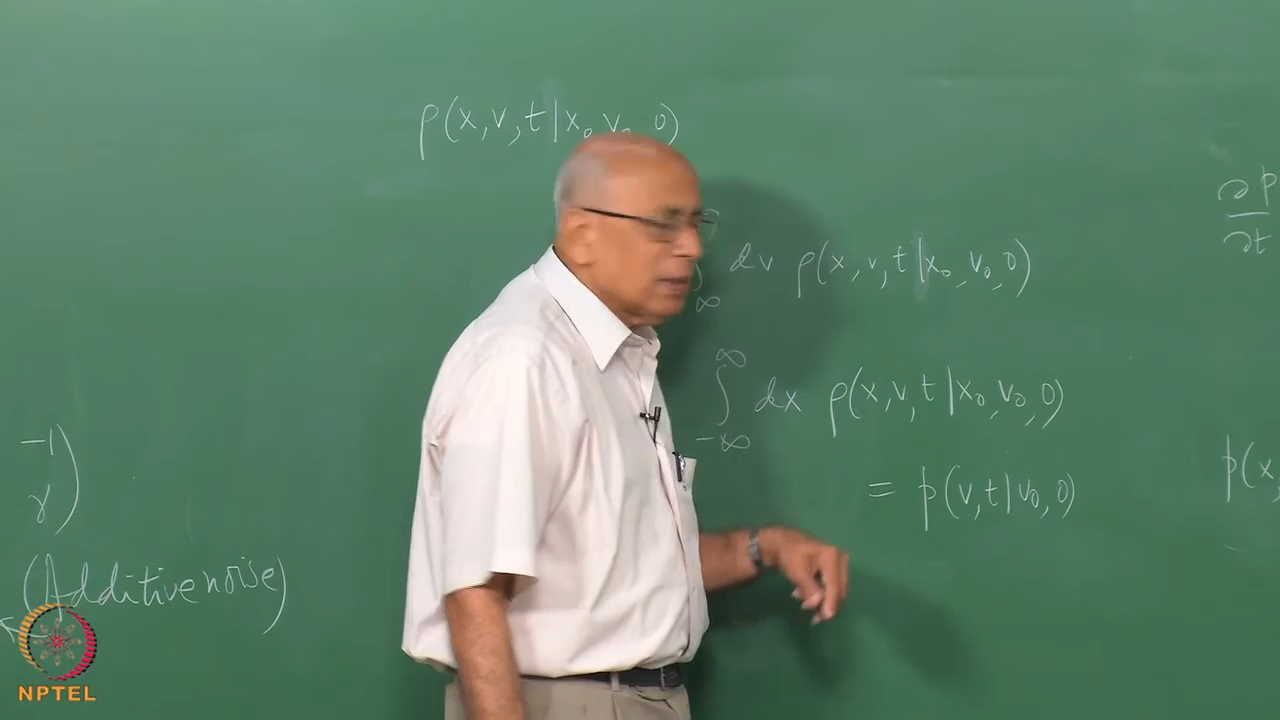 ρ(x,v,t|x₀ v₀ 0)
∞ dv ρ(x,v,t|x₀,v₀,0)
∫_{-∞}^{∞} dx ρ(x,v,t|x₀,v₀,0)
= p(v,t|v₀,0)
∂p
∂t
p(x,
-1)
γ)
(Additive noise)
NPTEL